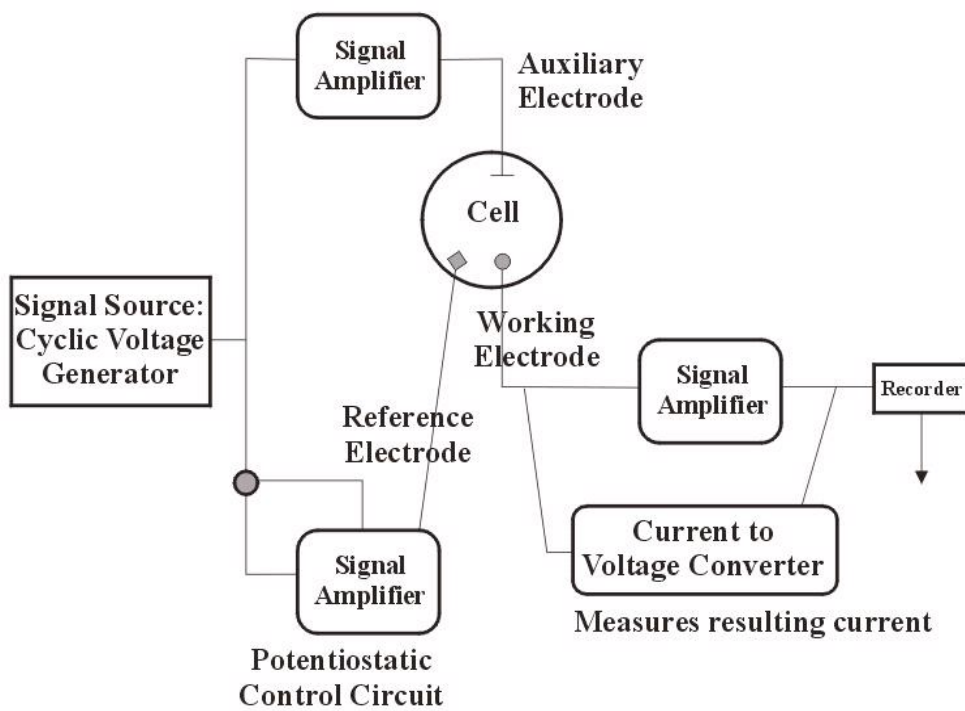 Signal
Amplifier
Auxiliary
Electrode
Cell
Signal Source:
Cyclic Voltage
Generator
Working
Electrode
Signal
Amplifier
Recorder
Reference
Electrode
Current to
Voltage Converter
Measures resulting current
Signal
Amplifier
Potentiostatic
Control Circuit